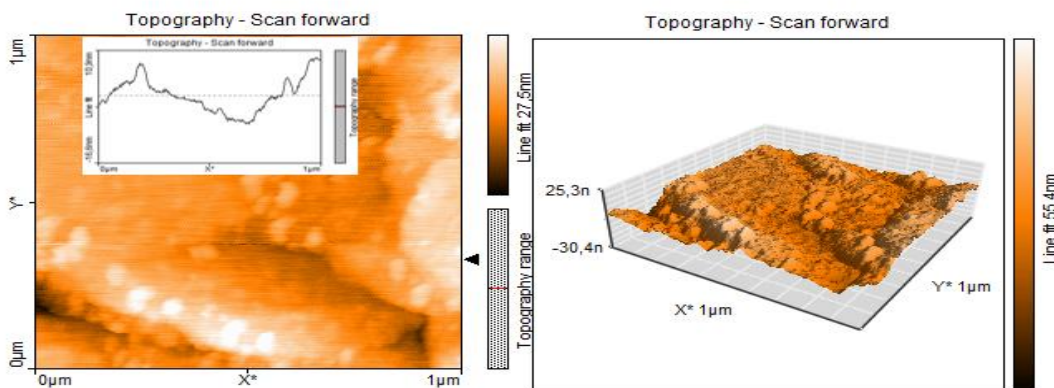 Topography - Scan forward
1µm
Y*
0µm
0µm
X*
1µm
Topography - Scan forward
Line fit
0µm
X*
1µm
Topography range
Line fit 27,5nm
Topography range
Topography - Scan forward
25,3n
-30,4n
X* 1µm
Y* 1µm
Line fit 55,4nm